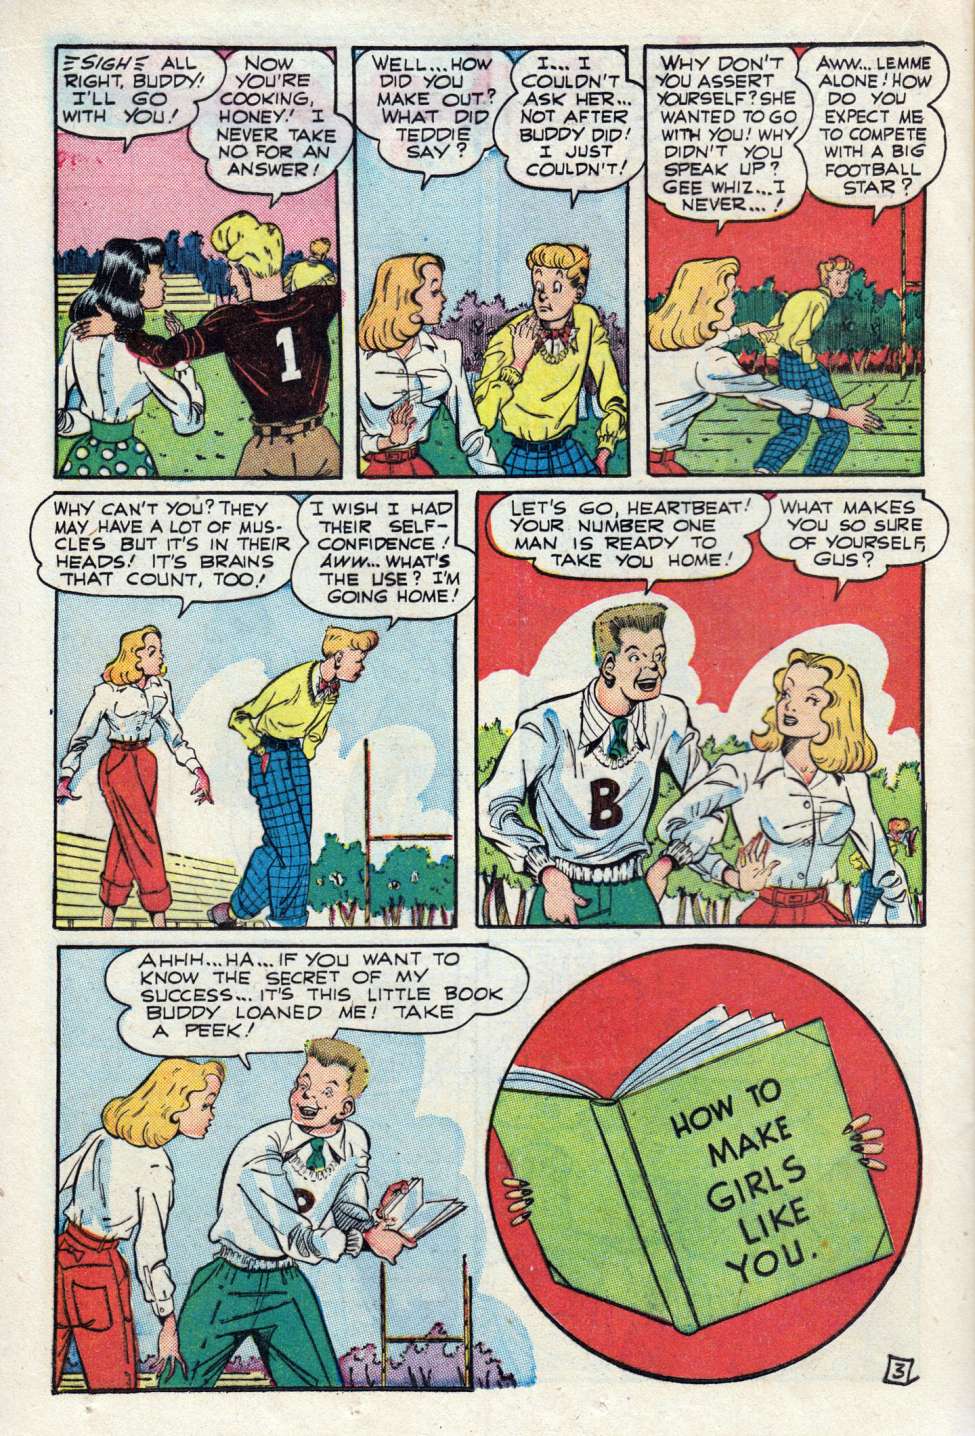 SIGH ALL
RIGHT, BUDDY!
I'LL GO
WITH YOU!
NOW
YOU'RE
COOKING,
HONEY! I
NEVER TAKE
NO FOR AN
ANSWER!
1
WELL...HOW
DID YOU
MAKE OUT?
WHAT DID
TEDDIE
SAY?
I... I
COULDN'T
ASK HER...
NOT AFTER
BUDDY DID!
I JUST
COULDN'T!
WHY DON'T
YOU ASSERT
YOURSELF? SHE
WANTED TO GO
WITH YOU! WHY
DIDN'T YOU
SPEAK UP?
GEE WHIZ...I
NEVER...!
AWW...LEMME
ALONE! HOW
DO YOU
EXPECT ME
TO COMPETE
WITH A BIG
FOOTBALL
STAR?
WHY CAN'T YOU? THEY
MAY HAVE A LOT OF MUS-
CLES BUT IT'S IN THEIR
HEADS! IT'S BRAINS
THAT COUNT, TOO!
I WISH I HAD
THEIR SELF-
CONFIDENCE!
AWW...WHAT'S
THE USE? I'M
GOING HOME!
LET'S GO, HEARTBEAT!
YOUR NUMBER ONE
MAN IS READY TO
TAKE YOU HOME!
WHAT MAKES
YOU SO SURE
OF YOURSELF,
GUS?
B
AHHH...HA...IF YOU WANT TO
KNOW THE SECRET OF MY
SUCCESS...IT'S THIS LITTLE BOOK
BUDDY LOANED ME! TAKE
A PEEK!
B
HOW TO
MAKE
GIRLS
LIKE
YOU.
3